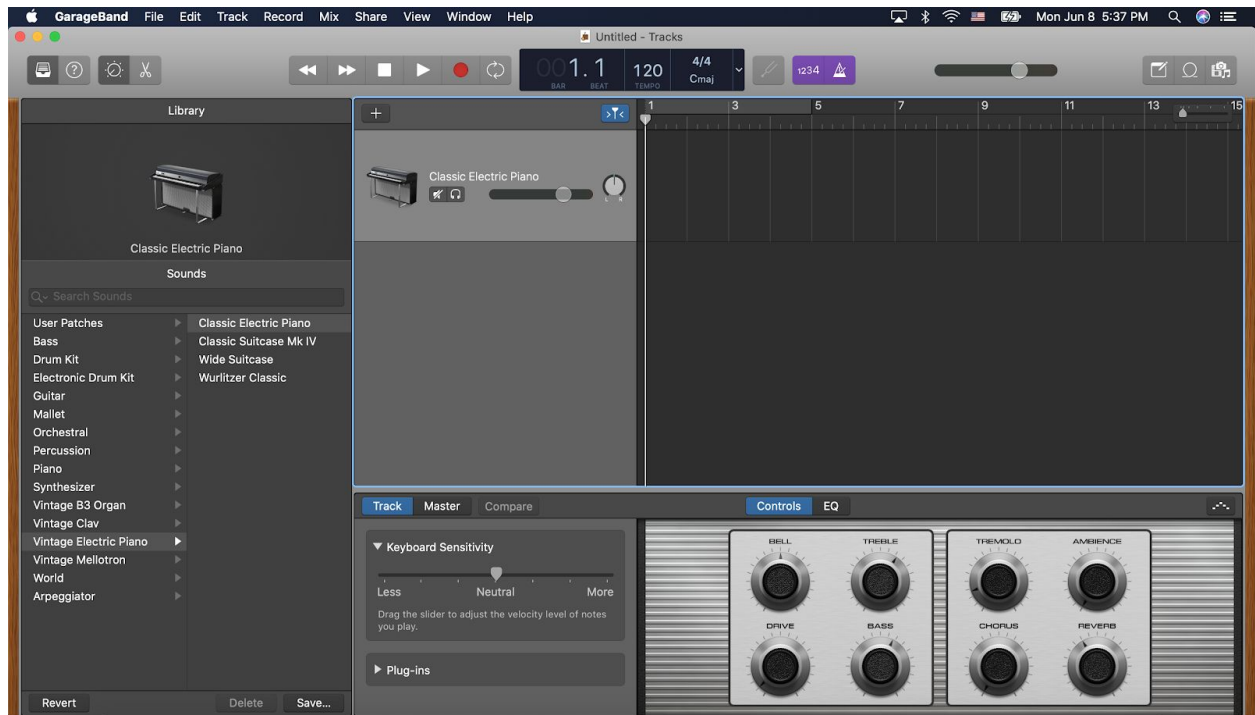 GarageBand File Edit Track Record Mix Share View Window Help Mon Jun 8 5:37 PM
Untitled - Tracks
001.1 120 4/4
BAR BEAT TEMPO Cmaj
1234
Library
1 3 5 7 9 11 13 15
Classic Electric Piano
L R
Classic Electric Piano
Sounds
Search Sounds
User Patches
Bass
Drum Kit
Electronic Drum Kit
Guitar
Mallet
Orchestral
Percussion
Piano
Synthesizer
Vintage B3 Organ
Vintage Clav
Vintage Electric Piano
Vintage Mellotron
World
Arpeggiator
Classic Electric Piano
Classic Suitcase Mk IV
Wide Suitcase
Wurlitzer Classic
Revert Delete Save...
Track Master Compare Controls EQ
Keyboard Sensitivity
Less Neutral More
Drag the slider to adjust the velocity level of notes
you play.
Plug-ins
BELL TREBLE TREMOLO AMBIENCE
DRIVE BASS CHORUS REVERB